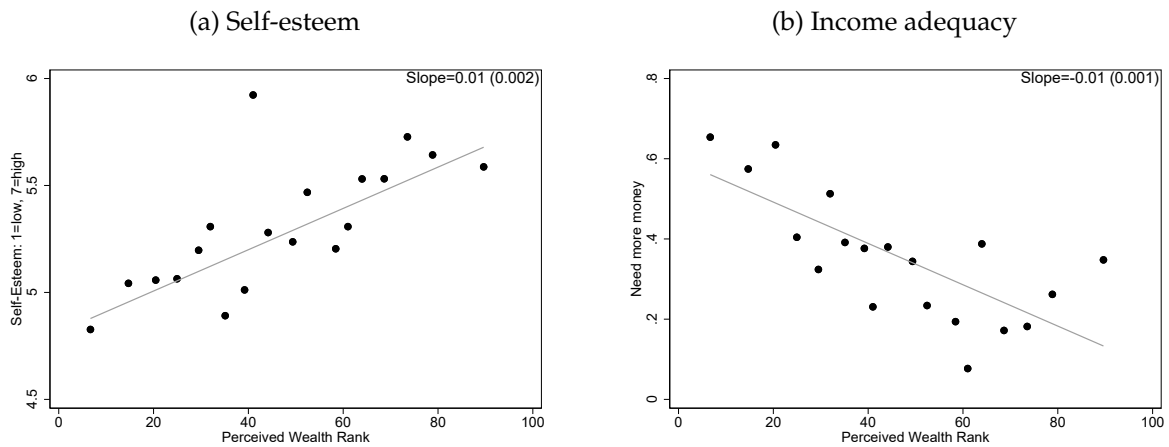 (a) Self-esteem
Slope=0.01 (0.002)
Self-Esteem: 1=low, 7=high
6
5.5
5
4.5
0 20 40 60 80 100
Perceived Wealth Rank
(b) Income adequacy
Slope=-0.01 (0.001)
Need more money
.8
.6
.4
.2
0
0 20 40 60 80 100
Perceived Wealth Rank